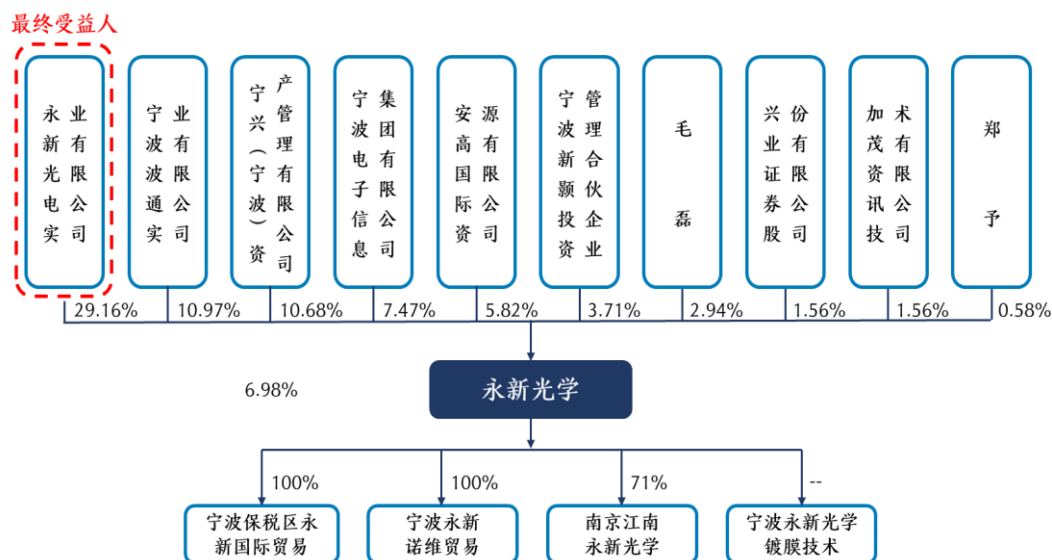 最终受益人
永新光电实
业有限公司
宁波波通实
业有限公司
宁兴(宁波)资
产管理有限公司
宁波电子信息
集团有限公司
安高国际资
源有限公司
宁波新颢投资
管理合伙企业
毛磊
兴业证券股
份有限公司
加茂资讯技
术有限公司
郑予
29.16%
10.97%
10.68%
7.47%
5.82%
3.71%
2.94%
1.56%
1.56%
0.58%
6.98%
永新光学
100%
100%
71%
--
宁波保税区永
新国际贸易
宁波永新
诺维贸易
南京江南
永新光学
宁波永新光学
镀膜技术